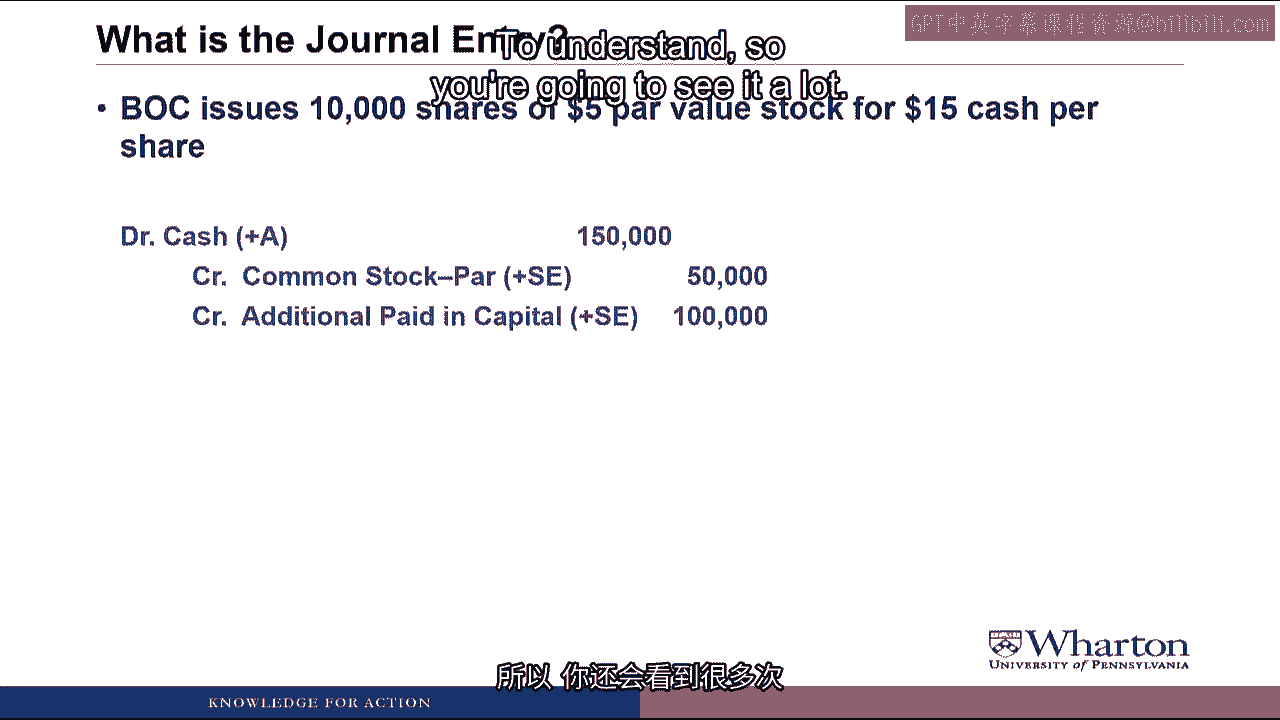 What is the Journal Entry?
GPT中英字幕课程资源@bilibili.com
To understand, so
you're going to see it a lot.
• BOC issues 10,000 shares of $5 par value stock for $15 cash per
share
Dr. Cash (+A) 150,000
Cr. Common Stock–Par (+SE) 50,000
Cr. Additional Paid in Capital (+SE) 100,000
Wharton
UNIVERSITY of PENNSYLVANIA
所以 你还会看到很多次
KNOWLEDGE FOR ACTION